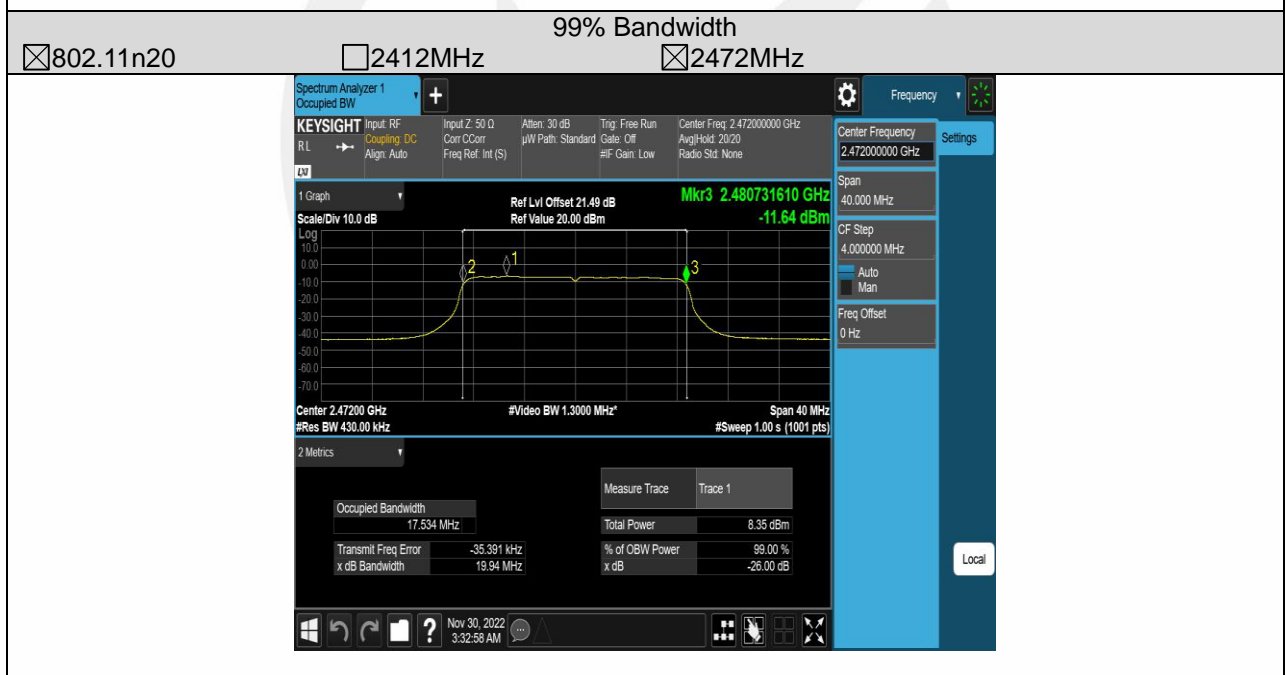 99% Bandwidth
☒802.11n20 ☐2412MHz ☒2472MHz
Spectrum Analyzer 1
Occupied BW
+
Frequency
KEYSIGHT Input: RF Input Z: 50 Ω Atten: 30 dB Trig: Free Run Center Freq: 2.472000000 GHz
RL Coupling: DC Corr CCorr µW Path: Standard Gate: Off Avg|Hold: 20/20
Align: Auto Freq Ref: Int (S) #IF Gain: Low Radio Std: None
LXI
Center Frequency
2.472000000 GHz
Settings
Span
40.000 MHz
CF Step
4.000000 MHz
Auto
Man
Freq Offset
0 Hz
Local
1 Graph
Ref Lvl Offset 21.49 dB Mkr3 2.480731610 GHz
Scale/Div 10.0 dB Ref Value 20.00 dBm -11.64 dBm
Log
10.0
0.00
-10.0
-20.0
-30.0
-40.0
-50.0
-60.0
-70.0
2 1 3
Center 2.47200 GHz #Video BW 1.3000 MHz* Span 40 MHz
#Res BW 430.00 kHz #Sweep 1.00 s (1001 pts)
2 Metrics
Measure Trace Trace 1
Occupied Bandwidth
17.534 MHz Total Power 8.35 dBm
Transmit Freq Error -35.391 kHz % of OBW Power 99.00 %
x dB Bandwidth 19.94 MHz x dB -26.00 dB
? Nov 30, 2022
3:32:58 AM